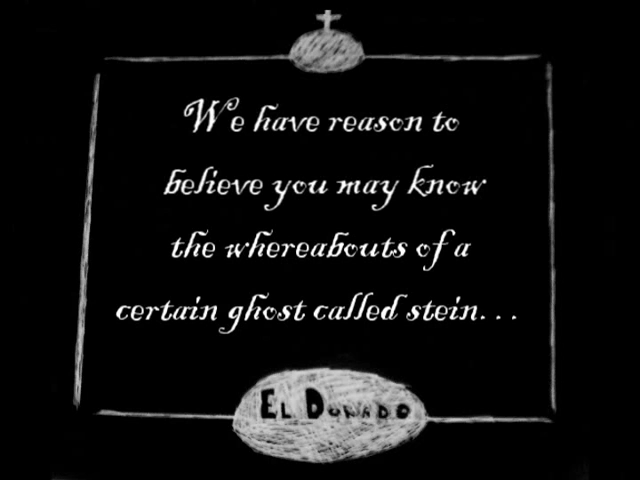 We have reason to
believe you may know
the whereabouts of a
certain ghost called stein...
EL DORADO